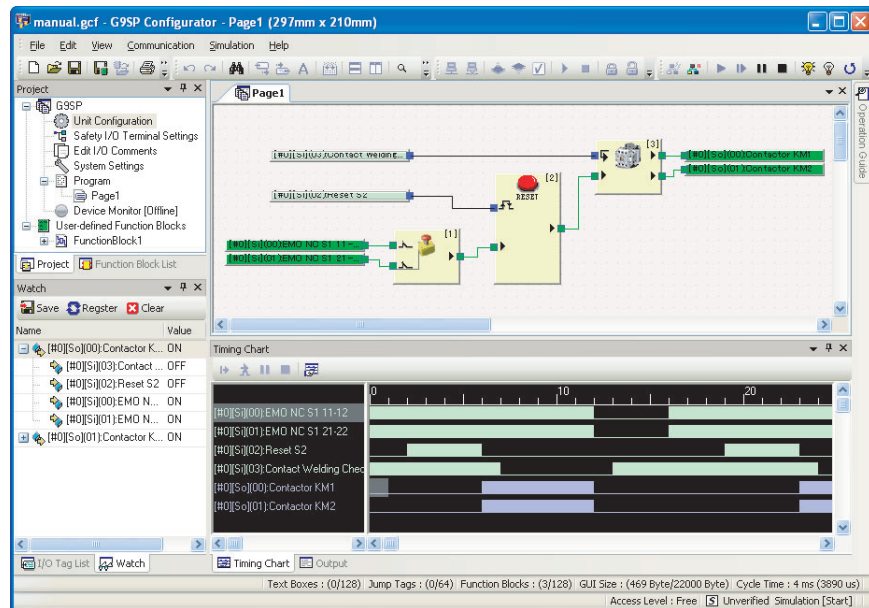 manual.gcf - G9SP Configurator - Page1 (297mm x 210mm)
File Edit View Communication Simulation Help
Project
G9SP
Unit Configuration
Safety I/O Terminal Settings
Edit I/O Comments
System Settings
Program
Page1
Device Monitor [Offline]
User-defined Function Blocks
FunctionBlock1
Project Function Block List
Page1
[#0][Si](03):Contact Welding...
[#0][Si](02):Reset S2
[#0][Si](00):EMO NC S1 11-...
[#0][Si](01):EMO NC S1 21-...
[1]
[2]
RESET
[3]
[#0][So](00):Contactor KM1
[#0][So](01):Contactor KM2
Operation Guide
Watch
Save Regster Clear
Name Value
[#0][So](00):Contactor K... ON
[#0][Si](03):Contact ... OFF
[#0][Si](02):Reset S2 OFF
[#0][Si](00):EMO N... ON
[#0][Si](01):EMO N... ON
[#0][So](01):Contactor K... ON
I/O Tag List Watch
Timing Chart
0 10 20
[#0][Si](00):EMO NC S1 11-12
[#0][Si](01):EMO NC S1 21-22
[#0][Si](02):Reset S2
[#0][Si](03):Contact Welding Chec
[#0][So](00):Contactor KM1
[#0][So](01):Contactor KM2
Timing Chart Output
Text Boxes : (0/128) Jump Tags : (0/64) Function Blocks : (3/128) GUI Size : (469 Byte/22000 Byte) Cycle Time : 4 ms (3890 us)
Access Level : Free S Unverified Simulation [Start]